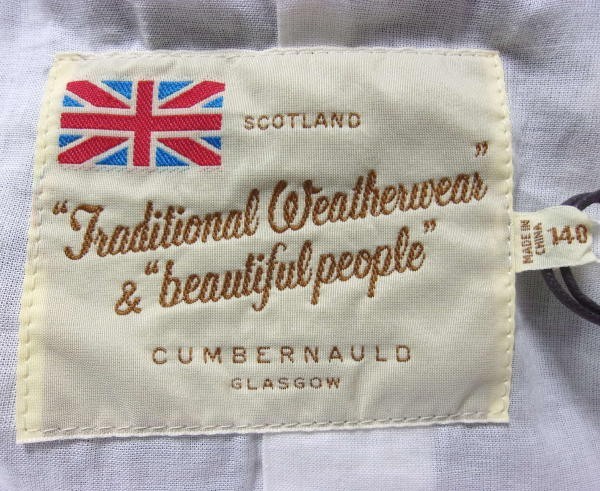 SCOTLAND
"Traditional Weatherwear"
& "beautiful people"
CUMBERNAULD
GLASGOW
MADE IN
CHINA
140